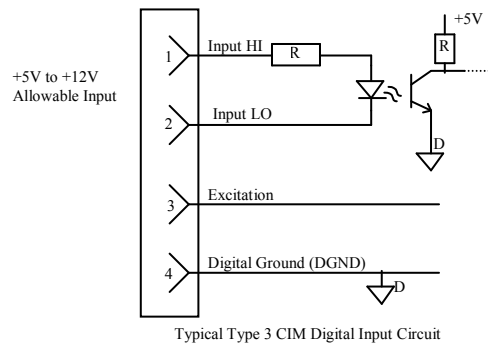 +5V
R
1 Input HI R
+5V to +12V
Allowable Input
2 Input LO
D
3 Excitation
4 Digital Ground (DGND)
D
Typical Type 3 CIM Digital Input Circuit